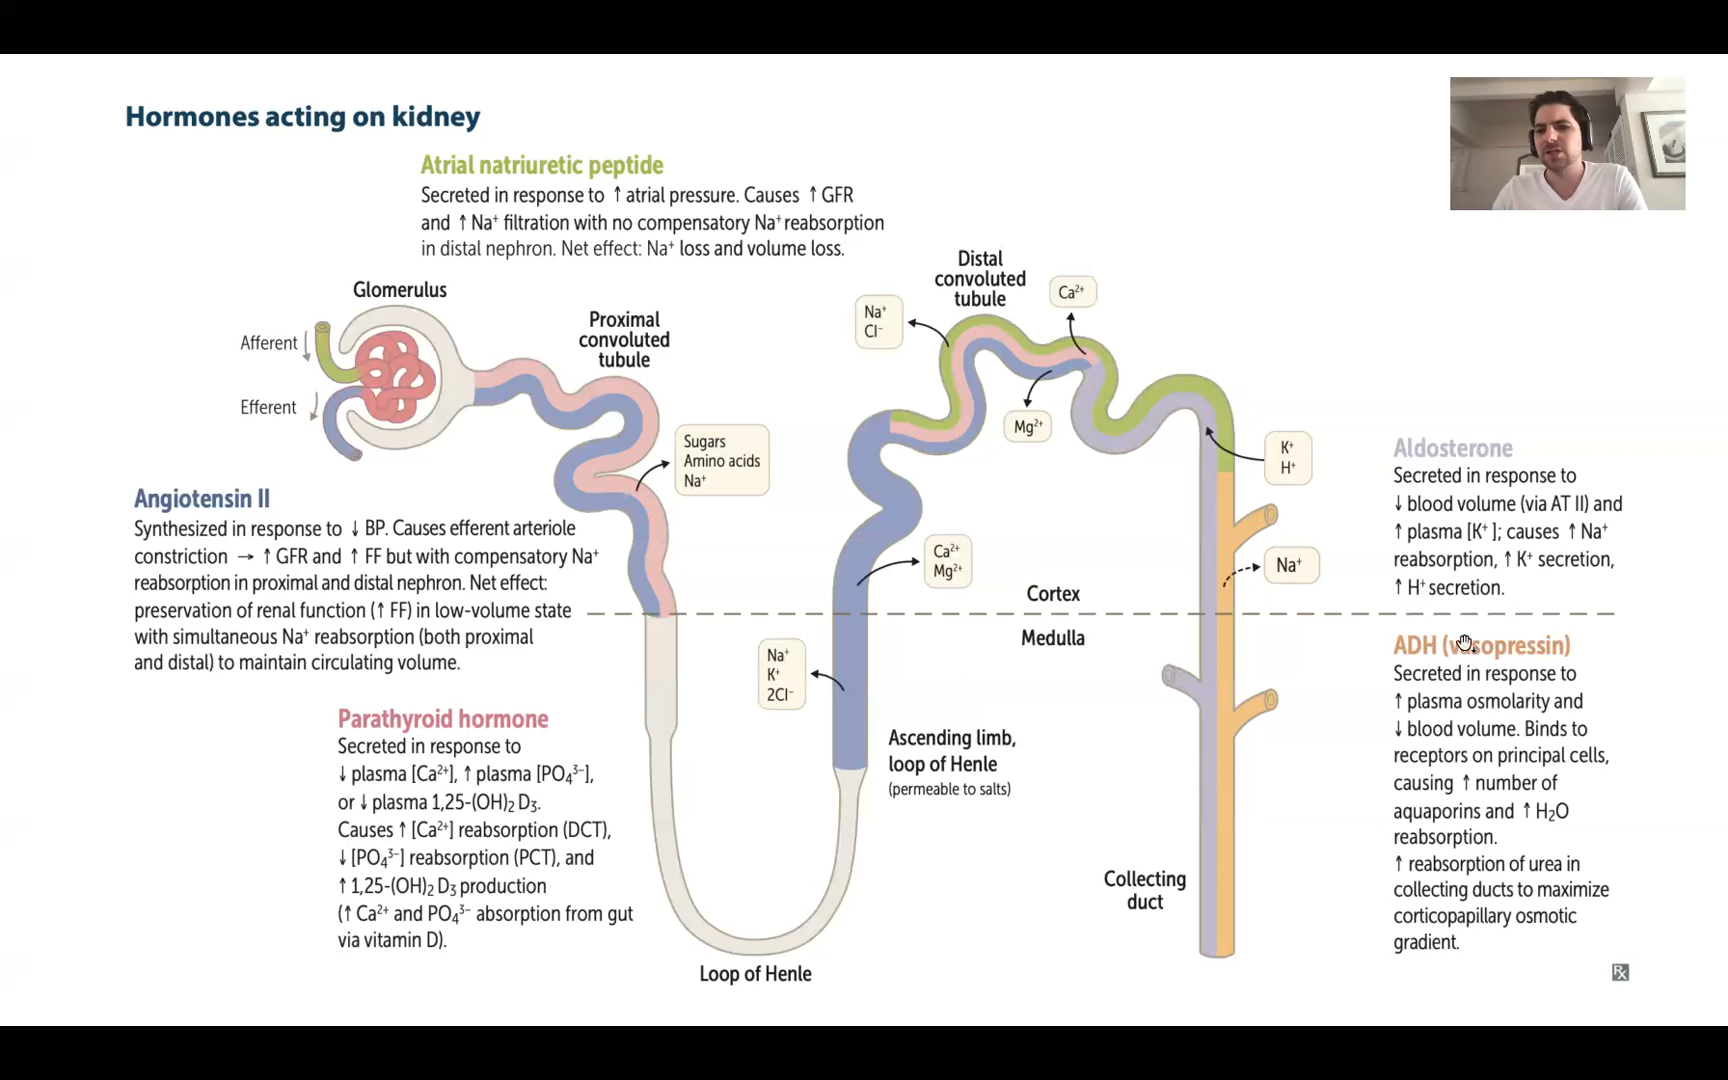 Hormones acting on kidney
Atrial natriuretic peptide
Secreted in response to ↑ atrial pressure. Causes ↑ GFR
and ↑ Na⁺ filtration with no compensatory Na⁺ reabsorption
in distal nephron. Net effect: Na⁺ loss and volume loss.
Glomerulus
Afferent
Efferent
Proximal
convoluted
tubule
Sugars
Amino acids
Na⁺
Distal
convoluted
tubule
Na⁺
Cl⁻
Ca²⁺
Mg²⁺
K⁺
H⁺
Angiotensin II
Synthesized in response to ↓ BP. Causes efferent arteriole
constriction → ↑ GFR and ↑ FF but with compensatory Na⁺
reabsorption in proximal and distal nephron. Net effect:
preservation of renal function (↑ FF) in low-volume state
with simultaneous Na⁺ reabsorption (both proximal
and distal) to maintain circulating volume.
Aldosterone
Secreted in response to
↓ blood volume (via AT II) and
↑ plasma [K⁺ ]; causes ↑ Na⁺
reabsorption, ↑ K⁺ secretion,
↑ H⁺ secretion.
Ca²⁺
Mg²⁺
Na⁺
Cortex
Medulla
Na⁺
K⁺
2Cl⁻
Parathyroid hormone
Secreted in response to
↓ plasma [Ca²⁺], ↑ plasma [PO₄³⁻],
or ↓ plasma 1,25-(OH)₂ D₃.
Causes ↑ [Ca²⁺] reabsorption (DCT),
↓ [PO₄³⁻] reabsorption (PCT), and
↑ 1,25-(OH)₂ D₃ production
(↑ Ca²⁺ and PO₄³⁻ absorption from gut
via vitamin D).
Ascending limb,
loop of Henle
(permeable to salts)
Loop of Henle
Collecting
duct
ADH (vasopressin)
Secreted in response to
↑ plasma osmolarity and
↓ blood volume. Binds to
receptors on principal cells,
causing ↑ number of
aquaporins and ↑ H₂O
reabsorption.
↑ reabsorption of urea in
collecting ducts to maximize
corticopapillary osmotic
gradient.
Rx